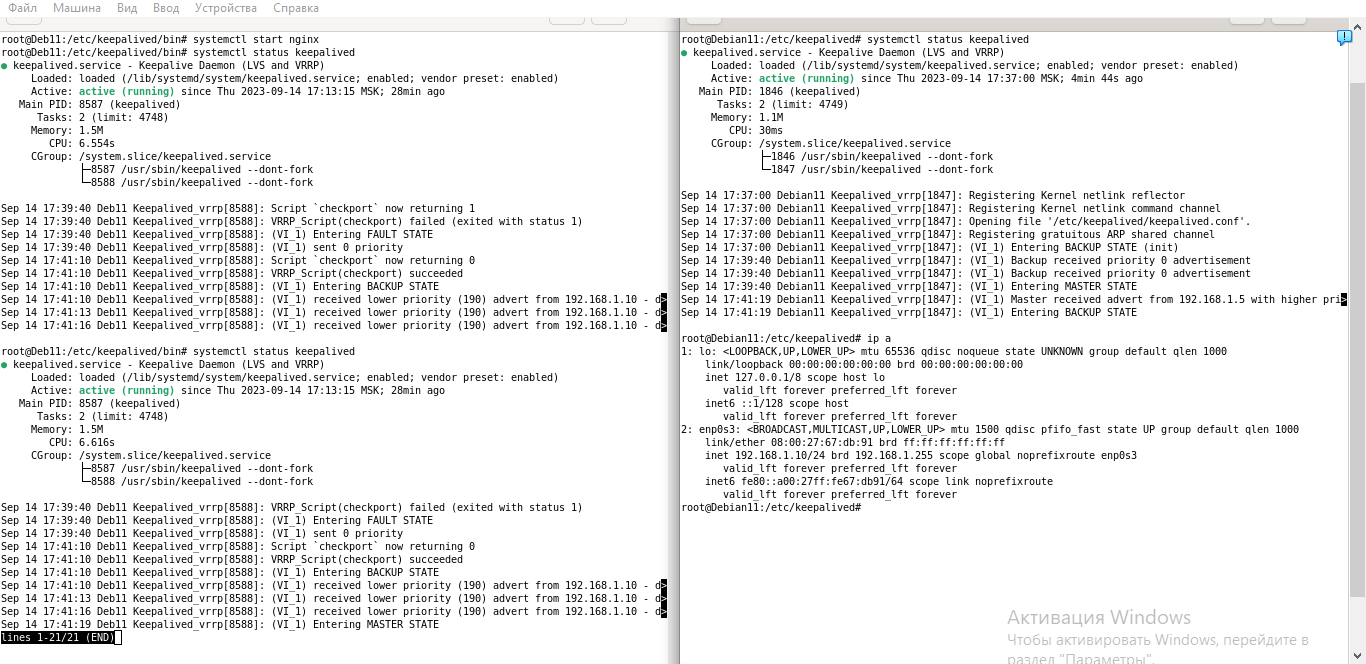 Файл Машина Вид Ввод Устройства Справка
root@Deb11:/etc/keepalived/bin# systemctl start nginx
root@Deb11:/etc/keepalived/bin# systemctl status keepalived
● keepalived.service - Keepalive Daemon (LVS and VRRP)
Loaded: loaded (/lib/systemd/system/keepalived.service; enabled; vendor preset: enabled)
Active: active (running) since Thu 2023-09-14 17:13:15 MSK; 28min ago
Main PID: 8587 (keepalived)
Tasks: 2 (limit: 4748)
Memory: 1.5M
CPU: 6.554s
CGroup: /system.slice/keepalived.service
├─8587 /usr/sbin/keepalived --dont-fork
└─8588 /usr/sbin/keepalived --dont-fork
Sep 14 17:39:40 Deb11 Keepalived_vrrp[8588]: Script `checkport` now returning 1
Sep 14 17:39:40 Deb11 Keepalived_vrrp[8588]: VRRP_Script(checkport) failed (exited with status 1)
Sep 14 17:39:40 Deb11 Keepalived_vrrp[8588]: (VI_1) Entering FAULT STATE
Sep 14 17:39:40 Deb11 Keepalived_vrrp[8588]: (VI_1) sent 0 priority
Sep 14 17:41:10 Deb11 Keepalived_vrrp[8588]: Script `checkport` now returning 0
Sep 14 17:41:10 Deb11 Keepalived_vrrp[8588]: VRRP_Script(checkport) succeeded
Sep 14 17:41:10 Deb11 Keepalived_vrrp[8588]: (VI_1) Entering BACKUP STATE
Sep 14 17:41:10 Deb11 Keepalived_vrrp[8588]: (VI_1) received lower priority (190) advert from 192.168.1.10 - d>
Sep 14 17:41:13 Deb11 Keepalived_vrrp[8588]: (VI_1) received lower priority (190) advert from 192.168.1.10 - d>
Sep 14 17:41:16 Deb11 Keepalived_vrrp[8588]: (VI_1) received lower priority (190) advert from 192.168.1.10 - d>
root@Deb11:/etc/keepalived/bin# systemctl status keepalived
● keepalived.service - Keepalive Daemon (LVS and VRRP)
Loaded: loaded (/lib/systemd/system/keepalived.service; enabled; vendor preset: enabled)
Active: active (running) since Thu 2023-09-14 17:13:15 MSK; 28min ago
Main PID: 8587 (keepalived)
Tasks: 2 (limit: 4748)
Memory: 1.5M
CPU: 6.616s
CGroup: /system.slice/keepalived.service
├─8587 /usr/sbin/keepalived --dont-fork
└─8588 /usr/sbin/keepalived --dont-fork
Sep 14 17:39:40 Deb11 Keepalived_vrrp[8588]: VRRP_Script(checkport) failed (exited with status 1)
Sep 14 17:39:40 Deb11 Keepalived_vrrp[8588]: (VI_1) Entering FAULT STATE
Sep 14 17:39:40 Deb11 Keepalived_vrrp[8588]: (VI_1) sent 0 priority
Sep 14 17:41:10 Deb11 Keepalived_vrrp[8588]: Script `checkport` now returning 0
Sep 14 17:41:10 Deb11 Keepalived_vrrp[8588]: VRRP_Script(checkport) succeeded
Sep 14 17:41:10 Deb11 Keepalived_vrrp[8588]: (VI_1) Entering BACKUP STATE
Sep 14 17:41:10 Deb11 Keepalived_vrrp[8588]: (VI_1) received lower priority (190) advert from 192.168.1.10 - d>
Sep 14 17:41:13 Deb11 Keepalived_vrrp[8588]: (VI_1) received lower priority (190) advert from 192.168.1.10 - d>
Sep 14 17:41:16 Deb11 Keepalived_vrrp[8588]: (VI_1) received lower priority (190) advert from 192.168.1.10 - d>
Sep 14 17:41:19 Deb11 Keepalived_vrrp[8588]: (VI_1) Entering MASTER STATE
lines 1-21/21 (END)
root@Debian11:/etc/keepalived# systemctl status keepalived
● keepalived.service - Keepalive Daemon (LVS and VRRP)
Loaded: loaded (/lib/systemd/system/keepalived.service; enabled; vendor preset: enabled)
Active: active (running) since Thu 2023-09-14 17:37:00 MSK; 4min 44s ago
Main PID: 1846 (keepalived)
Tasks: 2 (limit: 4749)
Memory: 1.1M
CPU: 30ms
CGroup: /system.slice/keepalived.service
├─1846 /usr/sbin/keepalived --dont-fork
└─1847 /usr/sbin/keepalived --dont-fork
Sep 14 17:37:00 Debian11 Keepalived_vrrp[1847]: Registering Kernel netlink reflector
Sep 14 17:37:00 Debian11 Keepalived_vrrp[1847]: Registering Kernel netlink command channel
Sep 14 17:37:00 Debian11 Keepalived_vrrp[1847]: Opening file '/etc/keepalived/keepalived.conf'.
Sep 14 17:37:00 Debian11 Keepalived_vrrp[1847]: Registering gratuitous ARP shared channel
Sep 14 17:37:00 Debian11 Keepalived_vrrp[1847]: (VI_1) Entering BACKUP STATE (init)
Sep 14 17:39:40 Debian11 Keepalived_vrrp[1847]: (VI_1) Backup received priority 0 advertisement
Sep 14 17:39:40 Debian11 Keepalived_vrrp[1847]: (VI_1) Backup received priority 0 advertisement
Sep 14 17:39:40 Debian11 Keepalived_vrrp[1847]: (VI_1) Entering MASTER STATE
Sep 14 17:41:19 Debian11 Keepalived_vrrp[1847]: (VI_1) Master received advert from 192.168.1.5 with higher pri>
Sep 14 17:41:19 Debian11 Keepalived_vrrp[1847]: (VI_1) Entering BACKUP STATE
root@Debian11:/etc/keepalived# ip a
1: lo: <LOOPBACK,UP,LOWER_UP> mtu 65536 qdisc noqueue state UNKNOWN group default qlen 1000
link/loopback 00:00:00:00:00:00 brd 00:00:00:00:00:00
inet 127.0.0.1/8 scope host lo
valid_lft forever preferred_lft forever
inet6 ::1/128 scope host
valid_lft forever preferred_lft forever
2: enp0s3: <BROADCAST,MULTICAST,UP,LOWER_UP> mtu 1500 qdisc pfifo_fast state UP group default qlen 1000
link/ether 08:00:27:67:db:91 brd ff:ff:ff:ff:ff:ff
inet 192.168.1.10/24 brd 192.168.1.255 scope global noprefixroute enp0s3
valid_lft forever preferred_lft forever
inet6 fe80::a00:27ff:fe67:db91/64 scope link noprefixroute
valid_lft forever preferred_lft forever
root@Debian11:/etc/keepalived#
Активация Windows
Чтобы активировать Windows, перейдите в
раздел "Параметры".